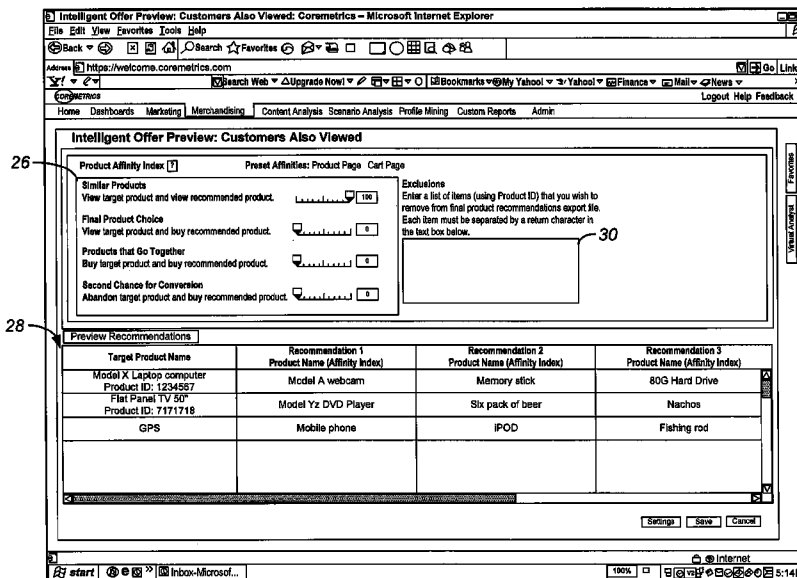 Intelligent Offer Preview: Customers Also Viewed: Coremetrics – Microsoft Internet Explorer
File Edit View Favorites Tools Help
Back Search Favorites
Address https://welcome.coremetrics.com Go Link
Y! Search Web Upgrade Now! Bookmarks My Yahoo! Yahoo! Finance Mail News
COREMETRICS Logout Help Feedback
Home Dashboards Marketing Merchandising Content Analysis Scenario Analysis Profile Mining Custom Reports Admin
Intelligent Offer Preview: Customers Also Viewed
26
Product Affinity Index ? Preset Affinities: Product Page Cart Page
Similar Products
View target product and view recommended product. 100
Final Product Choice
View target product and buy recommended product. 0
Products that Go Together
Buy target product and buy recommended product. 0
Second Chance for Conversion
Abandon target product and buy recommended product. 0
Exclusions
Enter a list of items (using Product ID) that you wish to
remove from final product recommendations export file.
Each item must be separated by a return character in
the text box below.
30
Favorites
Virtual Analyst
28
Preview Recommendations
Target Product Name
Recommendation 1
Product Name (Affinity Index)
Recommendation 2
Product Name (Affinity Index)
Recommendation 3
Product Name (Affinity Index)
Model X Laptop computer
Product ID: 1234567
Model A webcam
Memory stick
80G Hard Drive
Flat Panel TV 50"
Product ID: 7171718
Model Yz DVD Player
Six pack of beer
Nachos
GPS
Mobile phone
IPOD
Fishing rod
Settings Save Cancel
Internet
start Inbox-Microsof... 100% 5:14